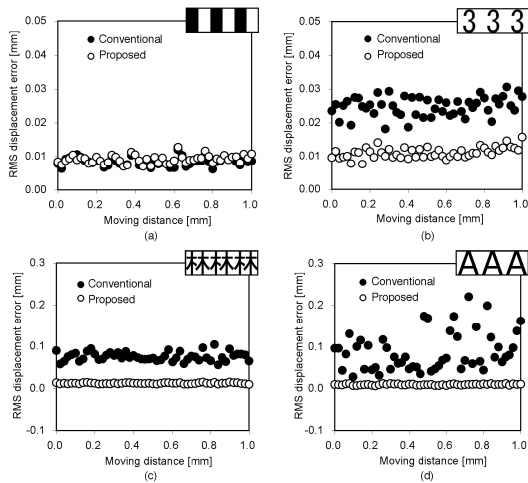 3 3 3
0.05
0.04
0.03
0.02
0.01
0.00
RMS displacement error [mm]
Conventional
Proposed
0.0 0.2 0.4 0.6 0.8 1.0
Moving distance [mm]
(a)
0.05
0.04
0.03
0.02
0.01
0.00
RMS displacement error [mm]
Conventional
Proposed
0.0 0.2 0.4 0.6 0.8 1.0
Moving distance [mm]
(b)
0.3
0.2
0.1
0.0
-0.1
RMS displacement error [mm]
Conventional
Proposed
0.0 0.2 0.4 0.6 0.8 1.0
Moving distance [mm]
(c)
A A A
0.3
0.2
0.1
0.0
-0.1
RMS displacement error [mm]
Conventional
Proposed
0.0 0.2 0.4 0.6 0.8 1.0
Moving distance [mm]
(d)